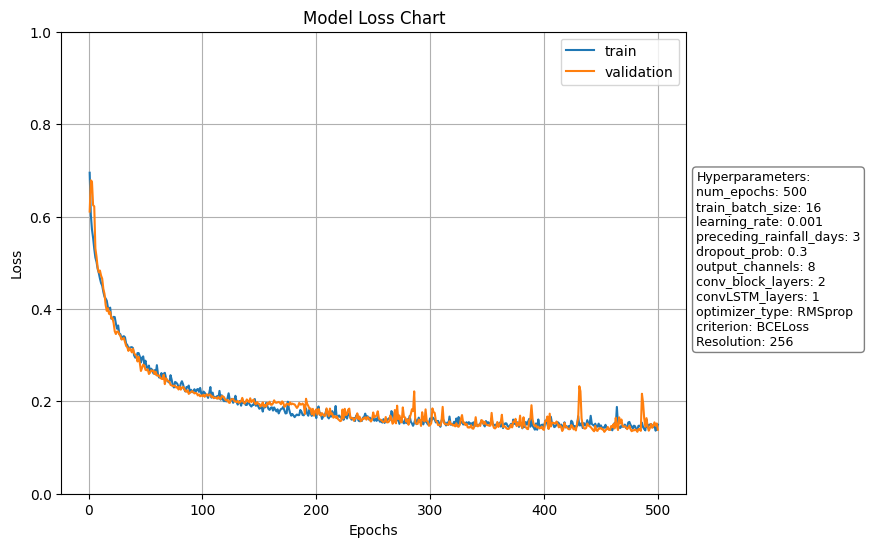 Model Loss Chart
1.0
0.8
0.6
0.4
0.2
0.0
Loss
0
100
200
300
400
500
Epochs
train
validation
Hyperparameters:
num_epochs: 500
train_batch_size: 16
learning_rate: 0.001
preceding_rainfall_days: 3
dropout_prob: 0.3
output_channels: 8
conv_block_layers: 2
convLSTM_layers: 1
optimizer_type: RMSprop
criterion: BCELoss
Resolution: 256